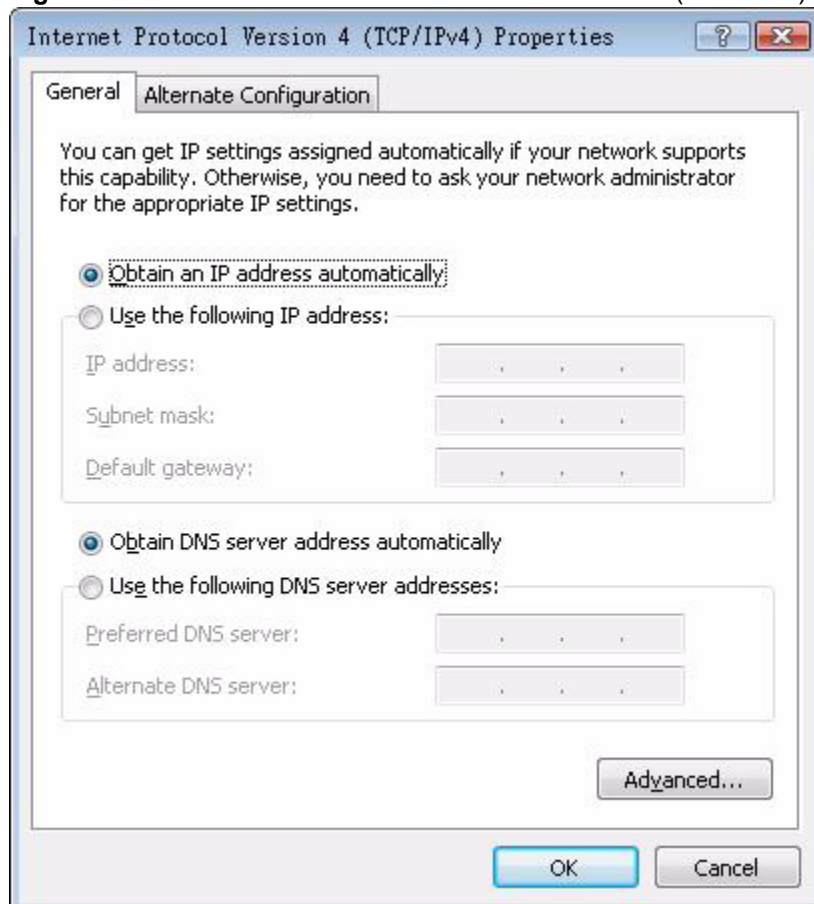 Internet Protocol Version 4 (TCP/IPv4) Properties
General
Alternate Configuration
You can get IP settings assigned automatically if your network supports
this capability. Otherwise, you need to ask your network administrator
for the appropriate IP settings.
Obtain an IP address automatically
Use the following IP address:
IP address:
Subnet mask:
Default gateway:
Obtain DNS server address automatically
Use the following DNS server addresses:
Preferred DNS server:
Alternate DNS server:
Advanced...
OK
Cancel